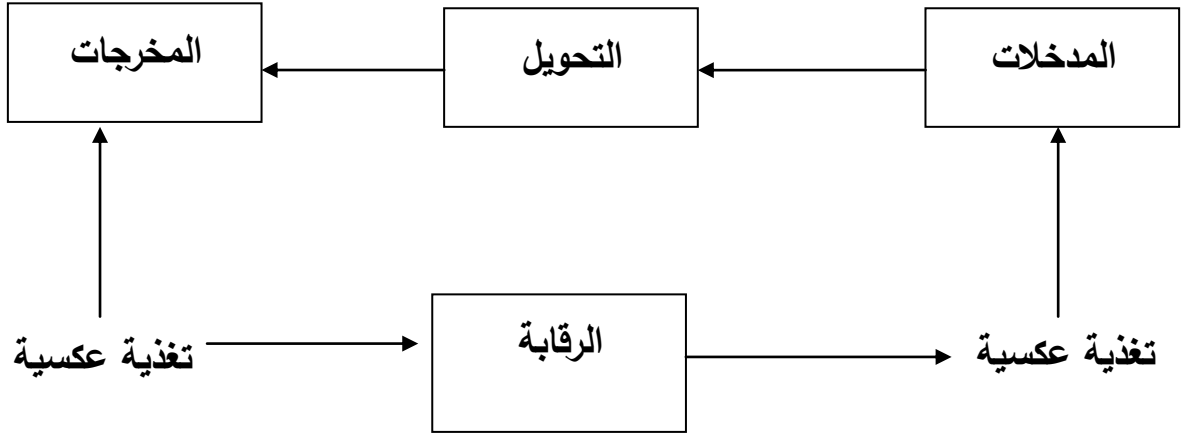 المدخلات
التحويل
المخرجات
تغذية عكسية
الرقابة
تغذية عكسية